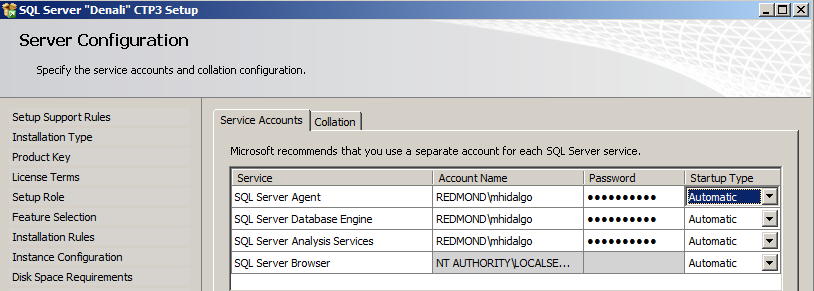 SQL Server "Denali" CTP3 Setup
Server Configuration
Specify the service accounts and collation configuration.
Setup Support Rules
Installation Type
Product Key
License Terms
Setup Role
Feature Selection
Installation Rules
Instance Configuration
Disk Space Requirements
Service Accounts Collation
Microsoft recommends that you use a separate account for each SQL Server service.
Service Account Name Password Startup Type
SQL Server Agent REDMOND\mhidalgo ●●●●●●●●●● Automatic
SQL Server Database Engine REDMOND\mhidalgo ●●●●●●●●●● Automatic
SQL Server Analysis Services REDMOND\mhidalgo ●●●●●●●●●● Automatic
SQL Server Browser NT AUTHORITY\LOCALSE... Automatic